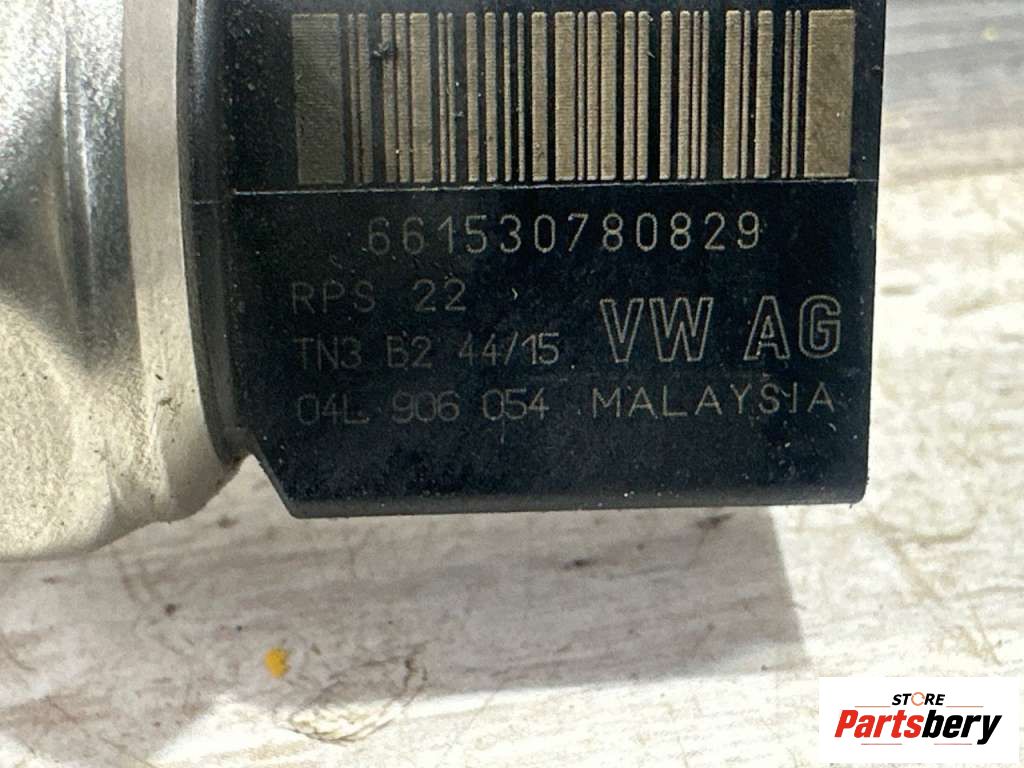 661530780829
RPS 22
TN3 B2 44/15 VW AG
04L 906 054 MALAYSIA
STORE
Partsbery